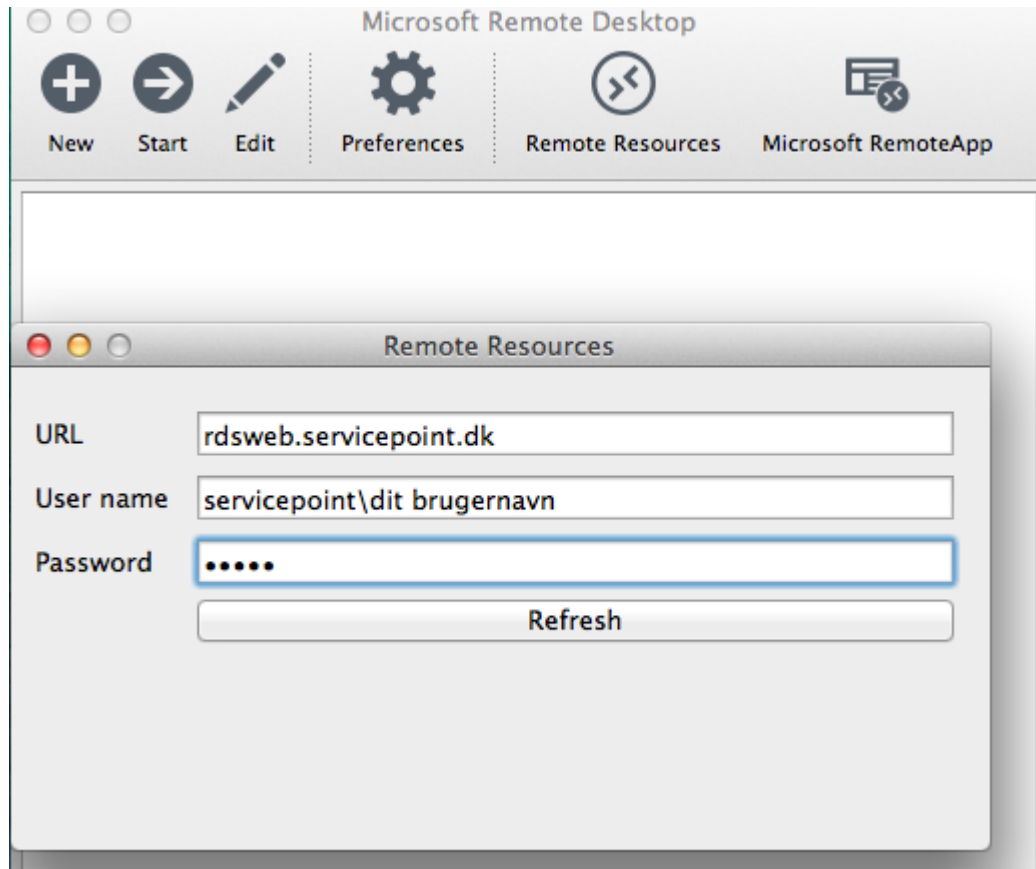 Microsoft Remote Desktop
New Start Edit Preferences Remote Resources Microsoft RemoteApp
Remote Resources
URL rdsweb.servicepoint.dk
User name servicepoint\dit brugernavn
Password •••••
Refresh